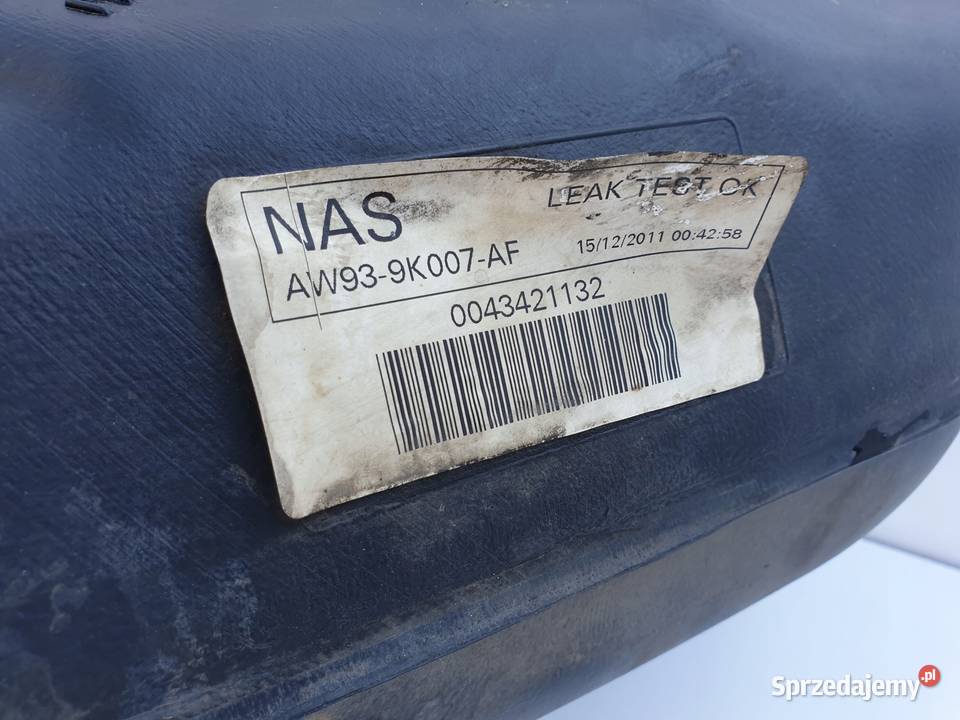 NAS
LEAK TEST OK
AW93-9K007-AF
15/12/2011 00:42:58
0043421132
Sprzedajemy.pl